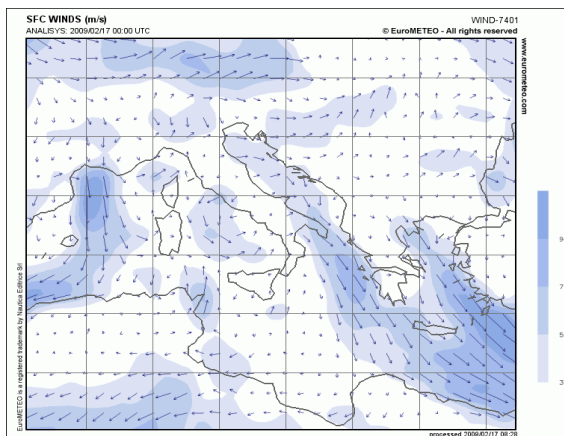 SFC WINDS (m/s)
WIND-7401
ANALISYS: 2009/02/17 00:00 UTC
© EuroMETEO - All rights reserved
www.eurometeo.com
9
7
5
3
EuroMETEO is a registered trademark by Nautica Editrice Srl
processed 2009/02/17 08:28